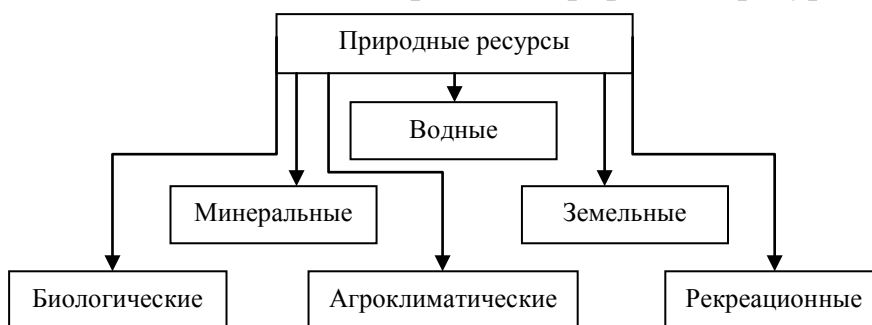 Природные ресурсы
Водные
Минеральные
Земельные
Биологические
Агроклиматические
Рекреационные